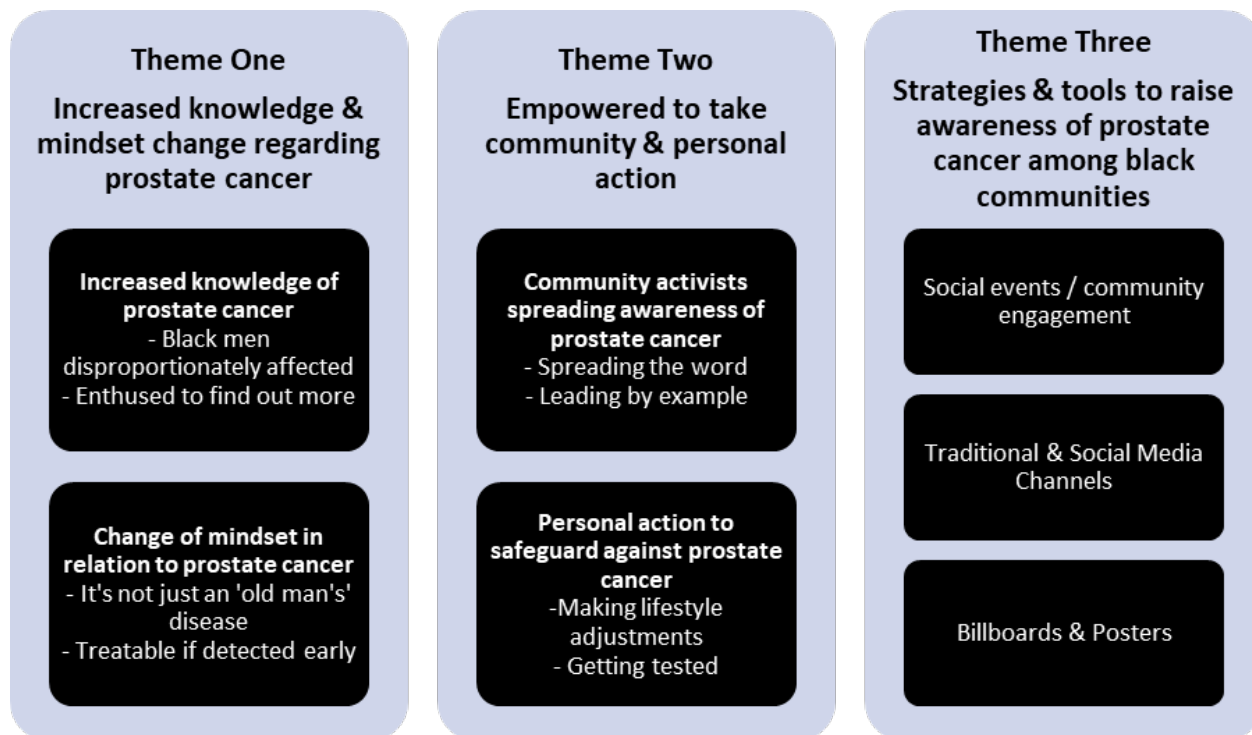 Theme One
Increased knowledge &
mindset change regarding
prostate cancer
Increased knowledge of
prostate cancer
- Black men
disproportionately affected
- Enthused to find out more
Change of mindset in
relation to prostate cancer
- It's not just an 'old man's'
disease
- Treatable if detected early
Theme Two
Empowered to take
community & personal
action
Community activists
spreading awareness of
prostate cancer
- Spreading the word
- Leading by example
Personal action to
safeguard against prostate
cancer
-Making lifestyle
adjustments
- Getting tested
Theme Three
Strategies & tools to raise
awareness of prostate
cancer among black
communities
Social events / community
engagement
Traditional & Social Media
Channels
Billboards & Posters